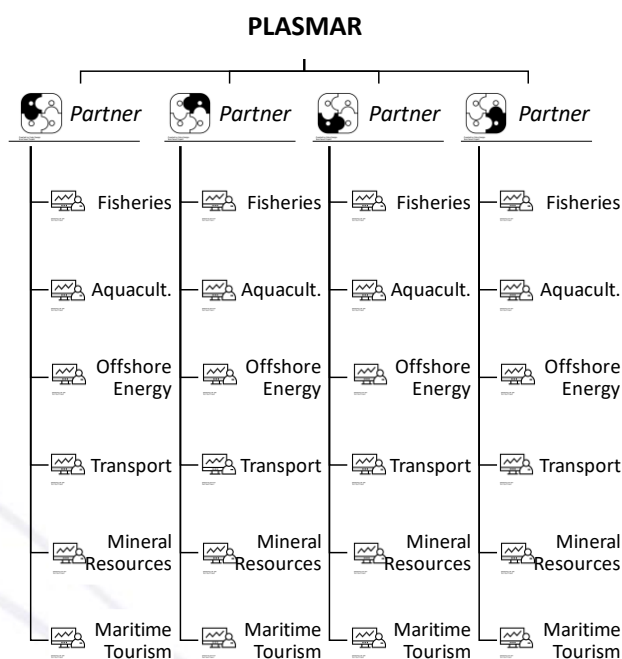 PLASMAR
Partner Partner Partner Partner
Fisheries Fisheries Fisheries Fisheries
Aquacult. Aquacult. Aquacult. Aquacult.
Offshore Offshore Offshore Offshore
Energy Energy Energy Energy
Transport Transport Transport Transport
Mineral Mineral Mineral Mineral
Resources Resources Resources Resources
Maritime Maritime Maritime Maritime
Tourism Tourism Tourism Tourism